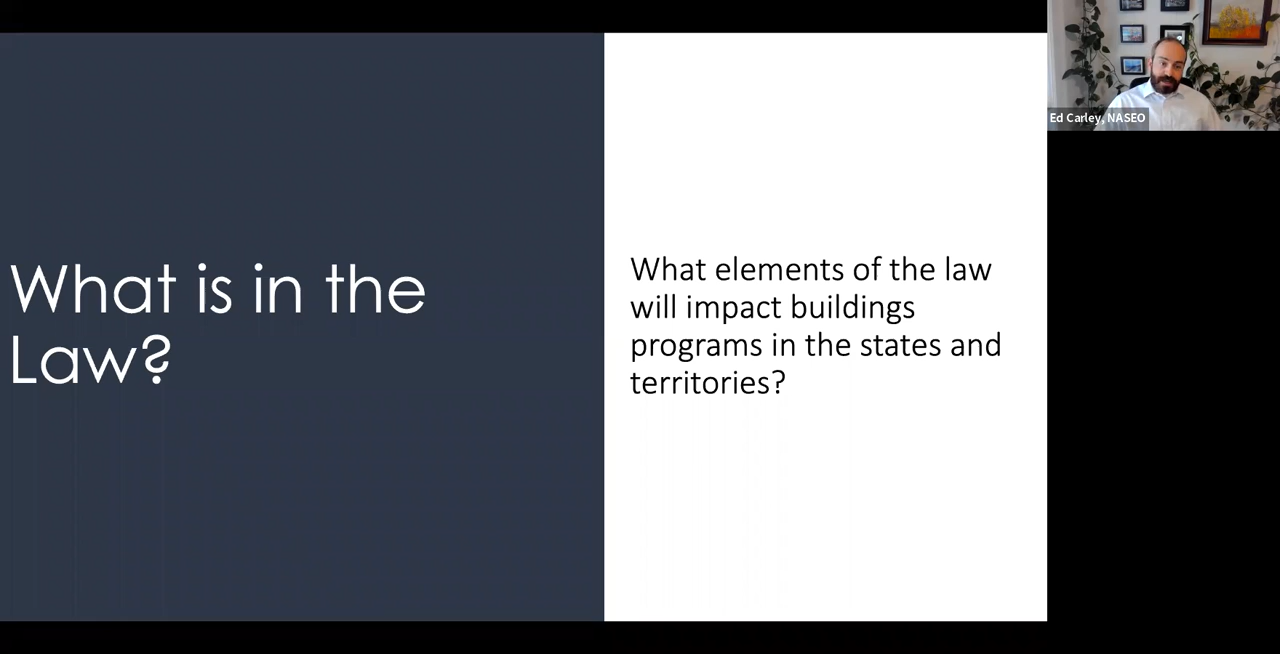 What is in the
Law?
What elements of the law
will impact buildings
programs in the states and
territories?
Ed Carley, NASEO